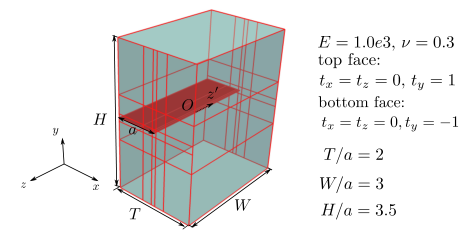 H
a
O
z'
T
W
y
z
x
E = 1.0e3, ν = 0.3
top face:
t_x = t_z = 0, t_y = 1
bottom face:
t_x = t_z = 0, t_y = −1
T/a = 2
W/a = 3
H/a = 3.5